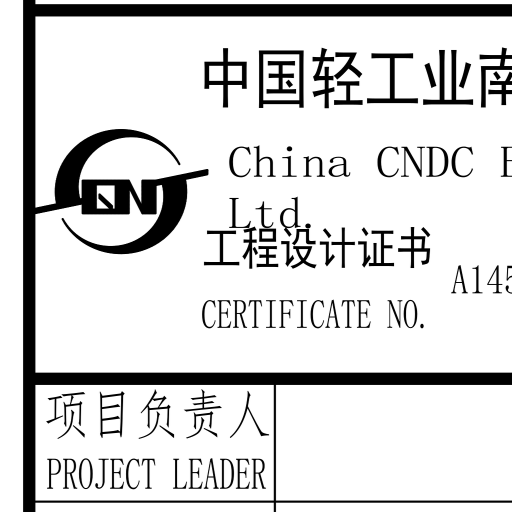 中国轻工业南
China CNDC E
Ltd.
工程设计证书
A145
CERTIFICATE NO.
项目负责人
PROJECT LEADER